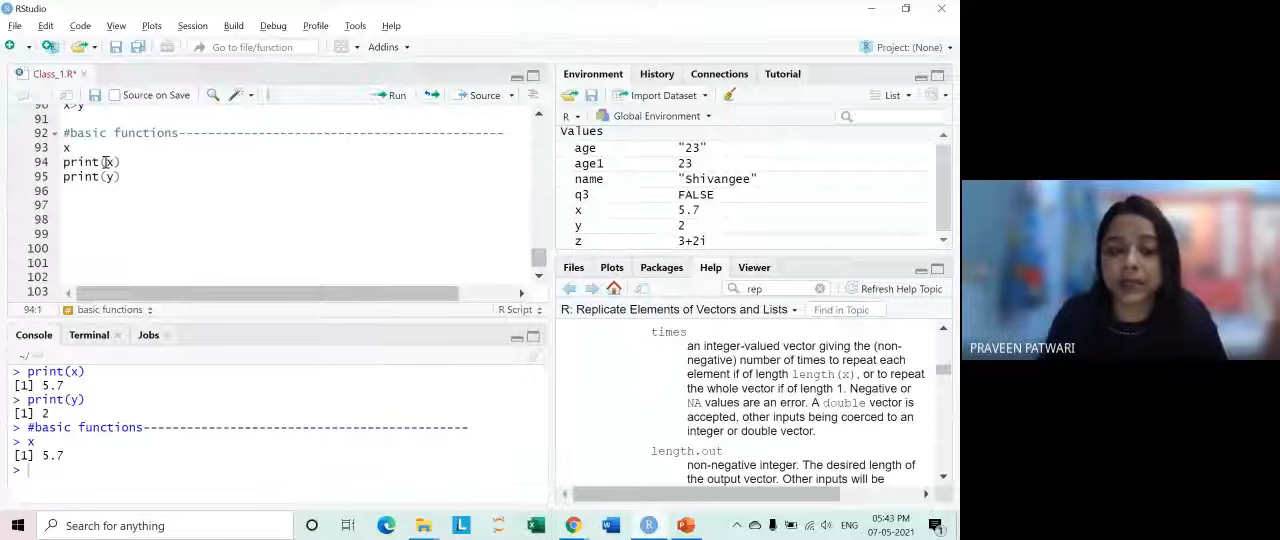 RStudio
File Edit Code View Plots Session Build Debug Profile Tools Help
Go to file/function Addins Project: (None)
Class_1.R*
Source on Save Run Source
90 x>y
91
92 #basic functions--------------------------------------------
93 x
94 print(x)
95 print(y)
96
97
98
99
100
101
102
103
94:1 basic functions R Script
Console Terminal Jobs
~/
> print(x)
[1] 5.7
> print(y)
[1] 2
> #basic functions--------------------------------------------
> x
[1] 5.7
>
Environment History Connections Tutorial
Import Dataset List
R Global Environment
Values
age "23"
age1 23
name "Shivangee"
q3 FALSE
x 5.7
y 2
z 3+2i
Files Plots Packages Help Viewer
rep Refresh Help Topic
R: Replicate Elements of Vectors and Lists Find in Topic
times
an integer-valued vector giving the (non-
negative) number of times to repeat each
element if of length length(x), or to repeat
the whole vector if of length 1. Negative or
NA values are an error. A double vector is
accepted, other inputs being coerced to an
integer or double vector.
length.out
non-negative integer. The desired length of
the output vector. Other inputs will be
PRAVEEN PATWARI
Search for anything
ENG
05:43 PM
07-05-2021